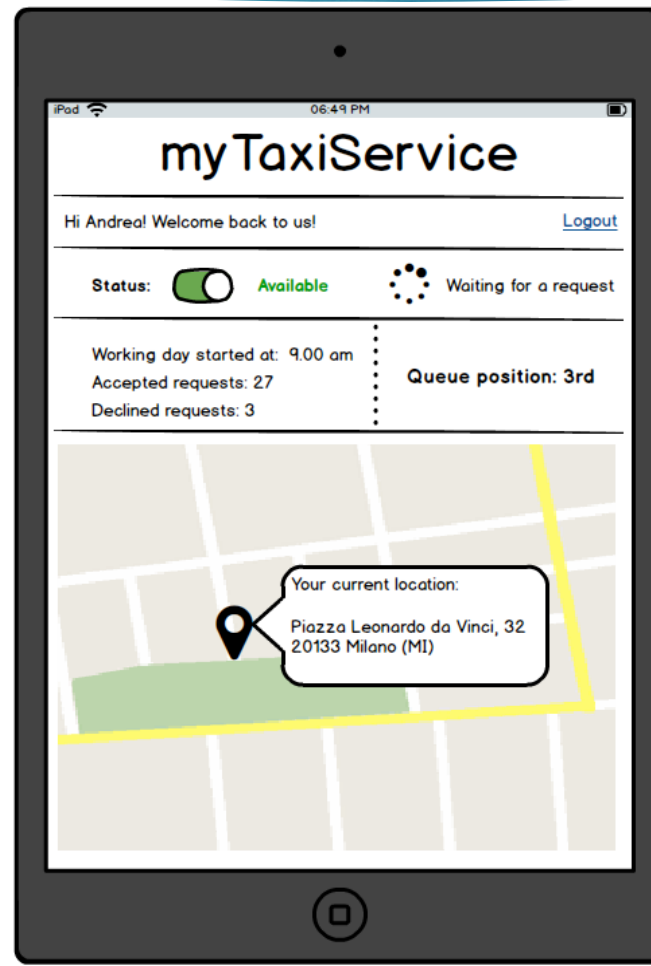 iPad
06:49 PM
myTaxiService
Hi Andrea! Welcome back to us!
Logout
Status:
Available
Waiting for a request
Working day started at: 9.00 am
Accepted requests: 27
Declined requests: 3
Queue position: 3rd
Your current location:
Piazza Leonardo da Vinci, 32
20133 Milano (MI)